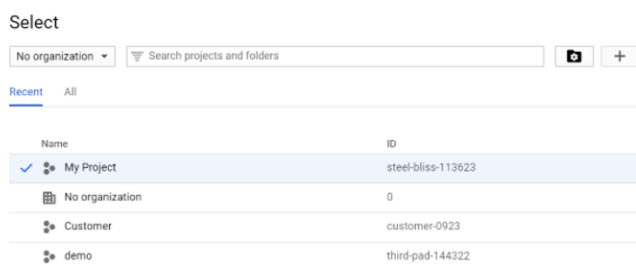 Select
No organization Search projects and folders
Recent All
Name ID
My Project steel-bliss-113623
No organization 0
Customer customer-0923
demo third-pad-144322